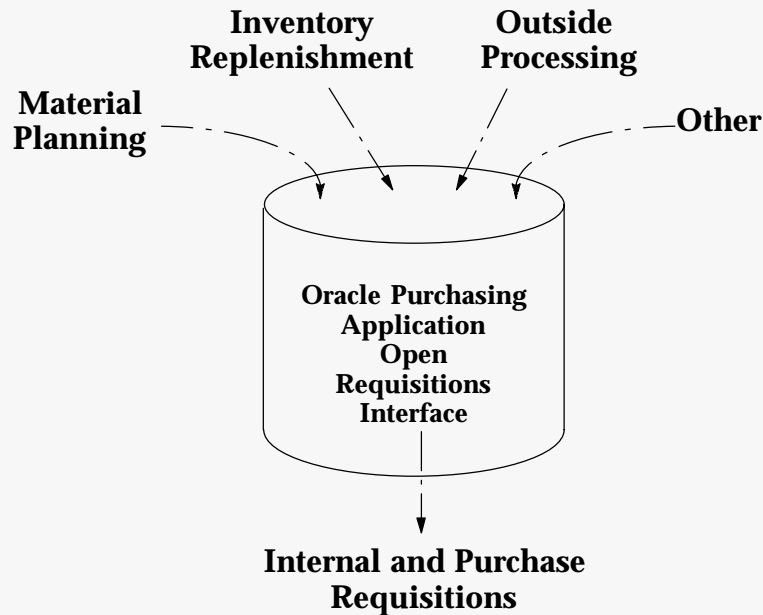 Inventory
Replenishment
Outside
Processing
Material
Planning
Other
Oracle Purchasing
Application
Open
Requisitions
Interface
Internal and Purchase
Requisitions